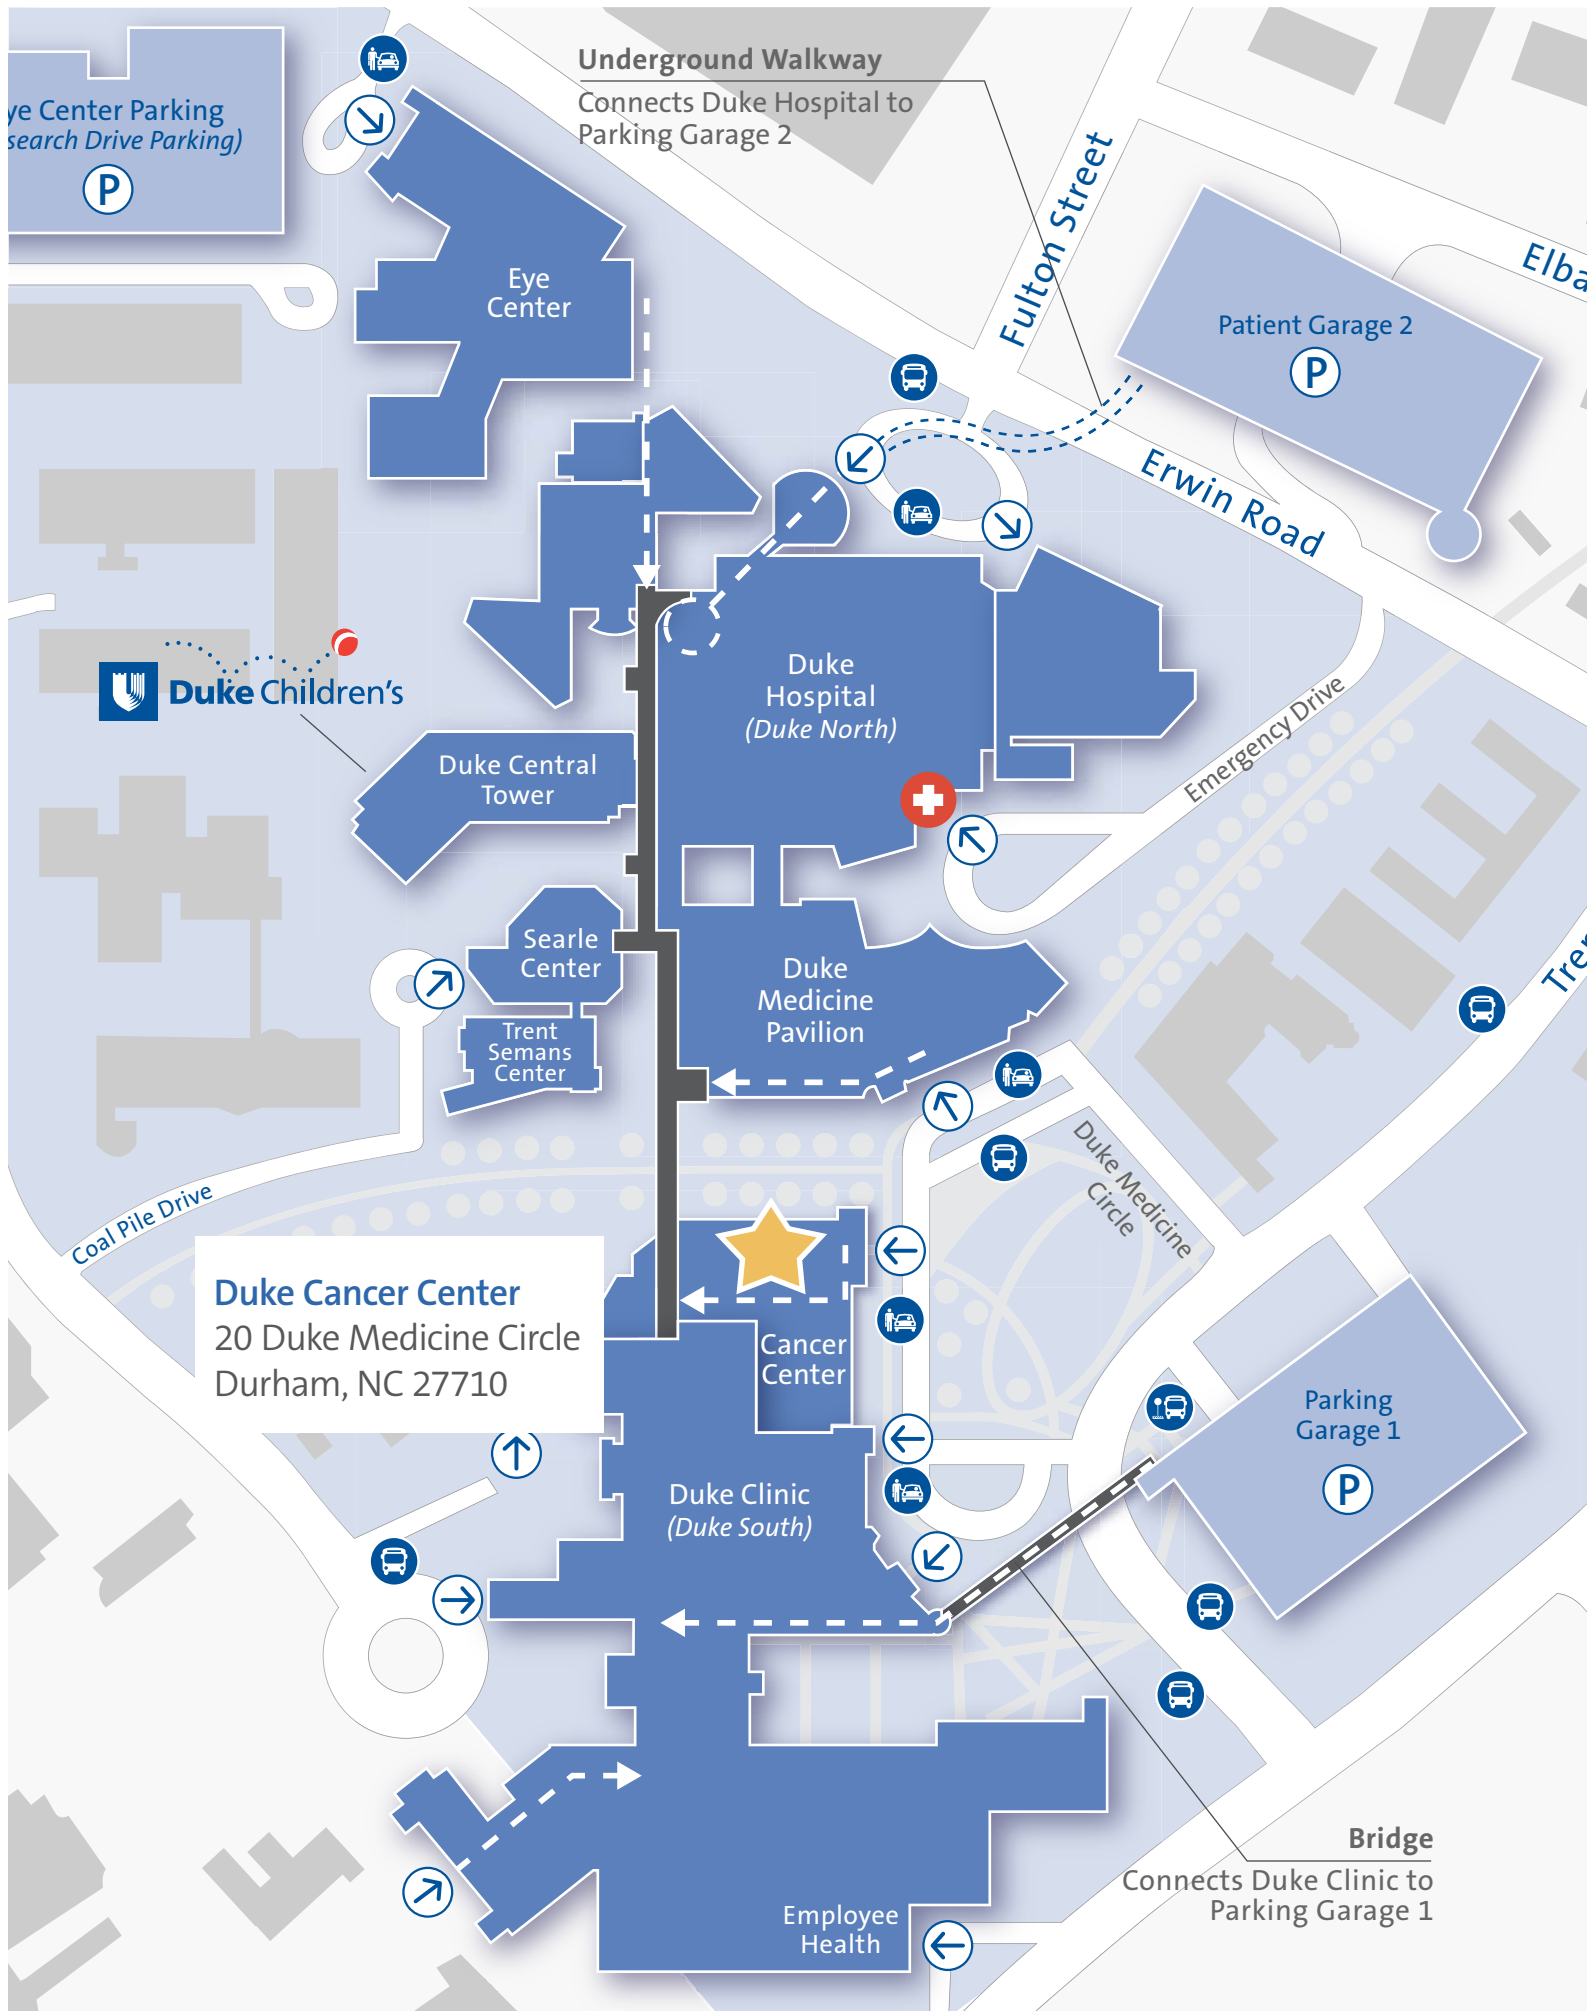 Underground Walkway
Connects Duke Hospital to
Parking Garage 2
ye Center Parking
search Drive Parking)
P
Fulton Street
Elba
Eye
Center
Patient Garage 2
P
Erwin Road
Duke Children's
Duke
Hospital
(Duke North)
Emergency Drive
Duke Central
Tower
Searle
Center
Duke
Medicine
Pavilion
Tren
Trent
Semans
Center
Duke Medicine
Circle
Coal Pile Drive
Duke Cancer Center
20 Duke Medicine Circle
Durham, NC 27710
Cancer
Center
Parking
Garage 1
P
Duke Clinic
(Duke South)
Bridge
Connects Duke Clinic to
Parking Garage 1
Employee
Health